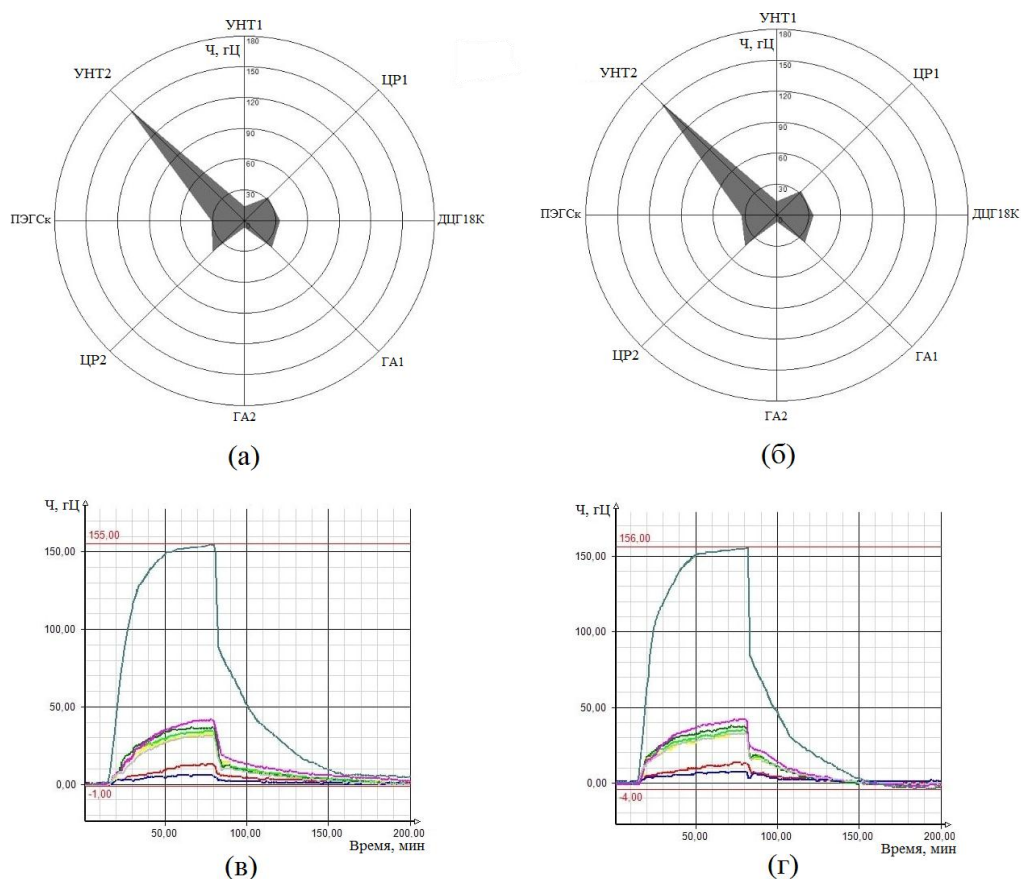 УНТ1
Ч, гЦ
180
150
120
90
60
30
УНТ2
ЦР1
ПЭГСк
ДЦГ18К
ЦР2
ГА1
ГА2
(а)
УНТ1
Ч, гЦ
180
150
120
90
60
30
УНТ2
ЦР1
ПЭГСк
ДЦГ18К
ЦР2
ГА1
ГА2
(б)
Ч, гЦ
155,00
150,00
100,00
50,00
0,00
-1,00
50,00 100,00 150,00 200,00
Время, мин
(в)
Ч, гЦ
156,00
150,00
100,00
50,00
0,00
-4,00
50,00 100,00 150,00 200,00
Время, мин
(г)